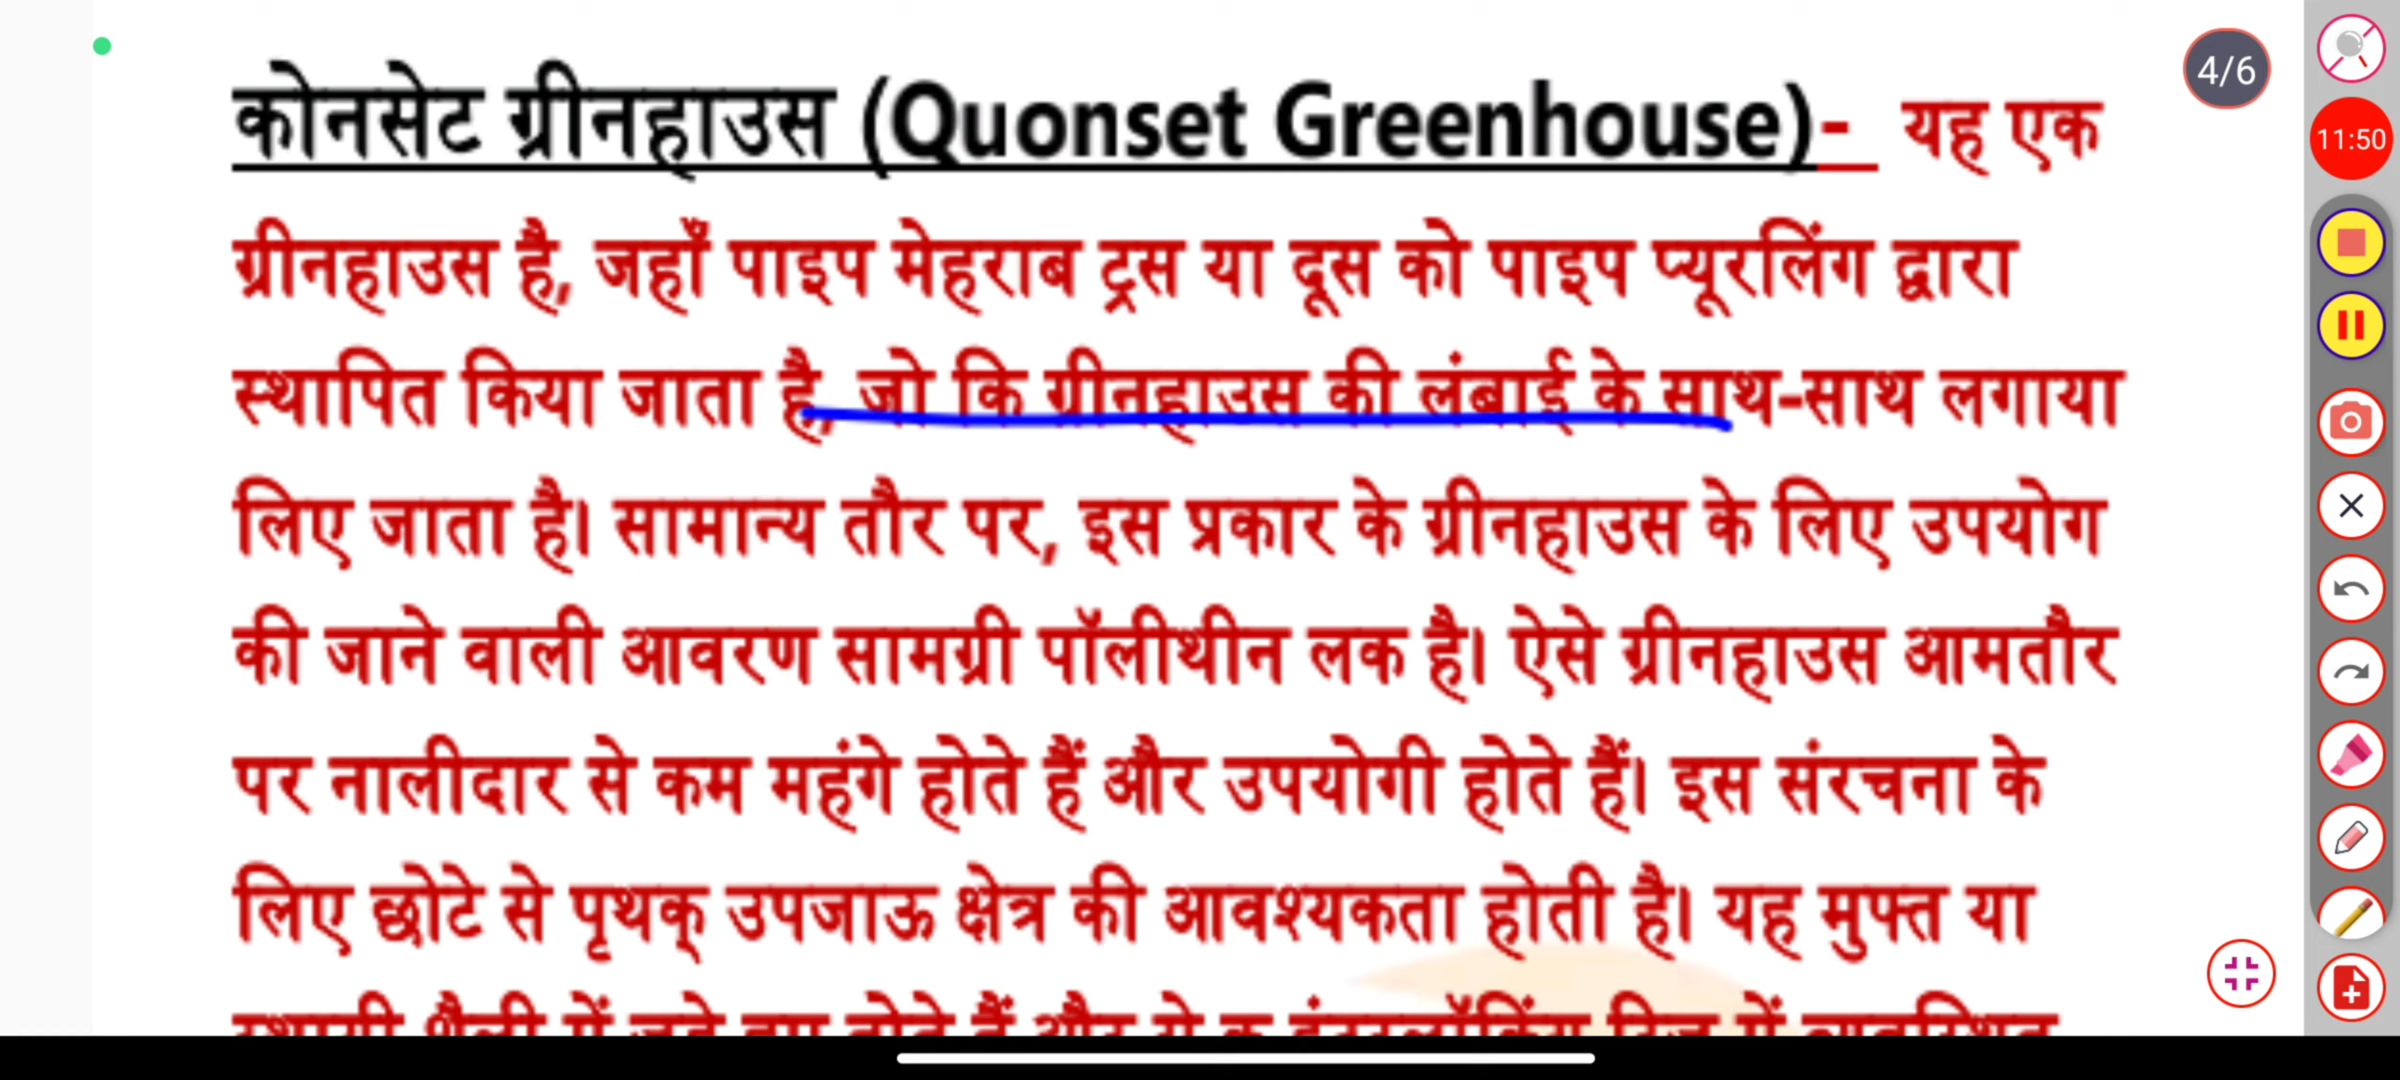 कोनसेट ग्रीनहाउस (Quonset Greenhouse)- यह एक
ग्रीनहाउस है, जहाँ पाइप मेहराब ट्रस या दूस को पाइप प्यूरलिंग द्वारा
स्थापित किया जाता है, जो कि ग्रीनहाउस की लंबाई के साथ-साथ लगाया
लिए जाता है। सामान्य तौर पर, इस प्रकार के ग्रीनहाउस के लिए उपयोग
की जाने वाली आवरण सामग्री पॉलीथीन लक है। ऐसे ग्रीनहाउस आमतौर
पर नालीदार से कम महंगे होते हैं और उपयोगी होते हैं। इस संरचना के
लिए छोटे से पृथक् उपजाऊ क्षेत्र की आवश्यकता होती है। यह मुफ्त या
4/6
11:50